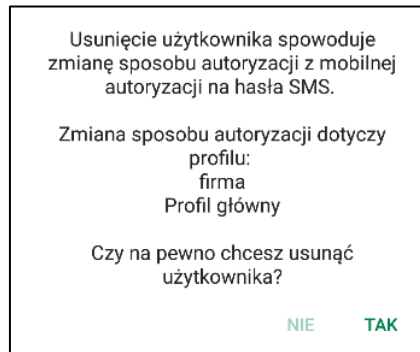 Usunięcie użytkownika spowoduje
zmianę sposobu autoryzacji z mobilnej
autoryzacji na hasła SMS.
Zmiana sposobu autoryzacji dotyczy
profilu:
firma
Profil główny
Czy na pewno chcesz usunąć
użytkownika?
NIE TAK